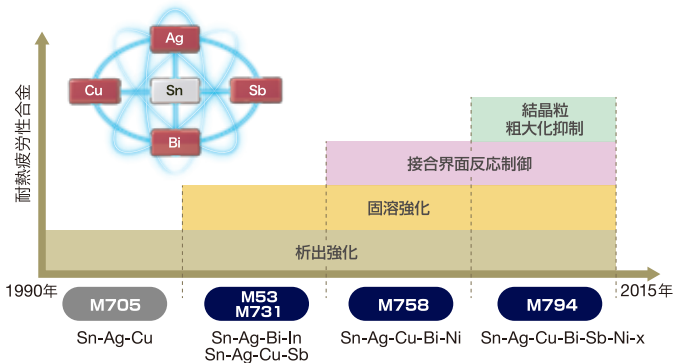 Ag
Cu
Sn
Sb
Bi
耐熱疲労性合金
結晶粒
粗大化抑制
接合界面反応制御
固溶強化
析出強化
1990年
2015年
M705
M53
M731
M758
M794
Sn-Ag-Cu
Sn-Ag-Bi-In
Sn-Ag-Cu-Sb
Sn-Ag-Cu-Bi-Ni
Sn-Ag-Cu-Bi-Sb-Ni-x